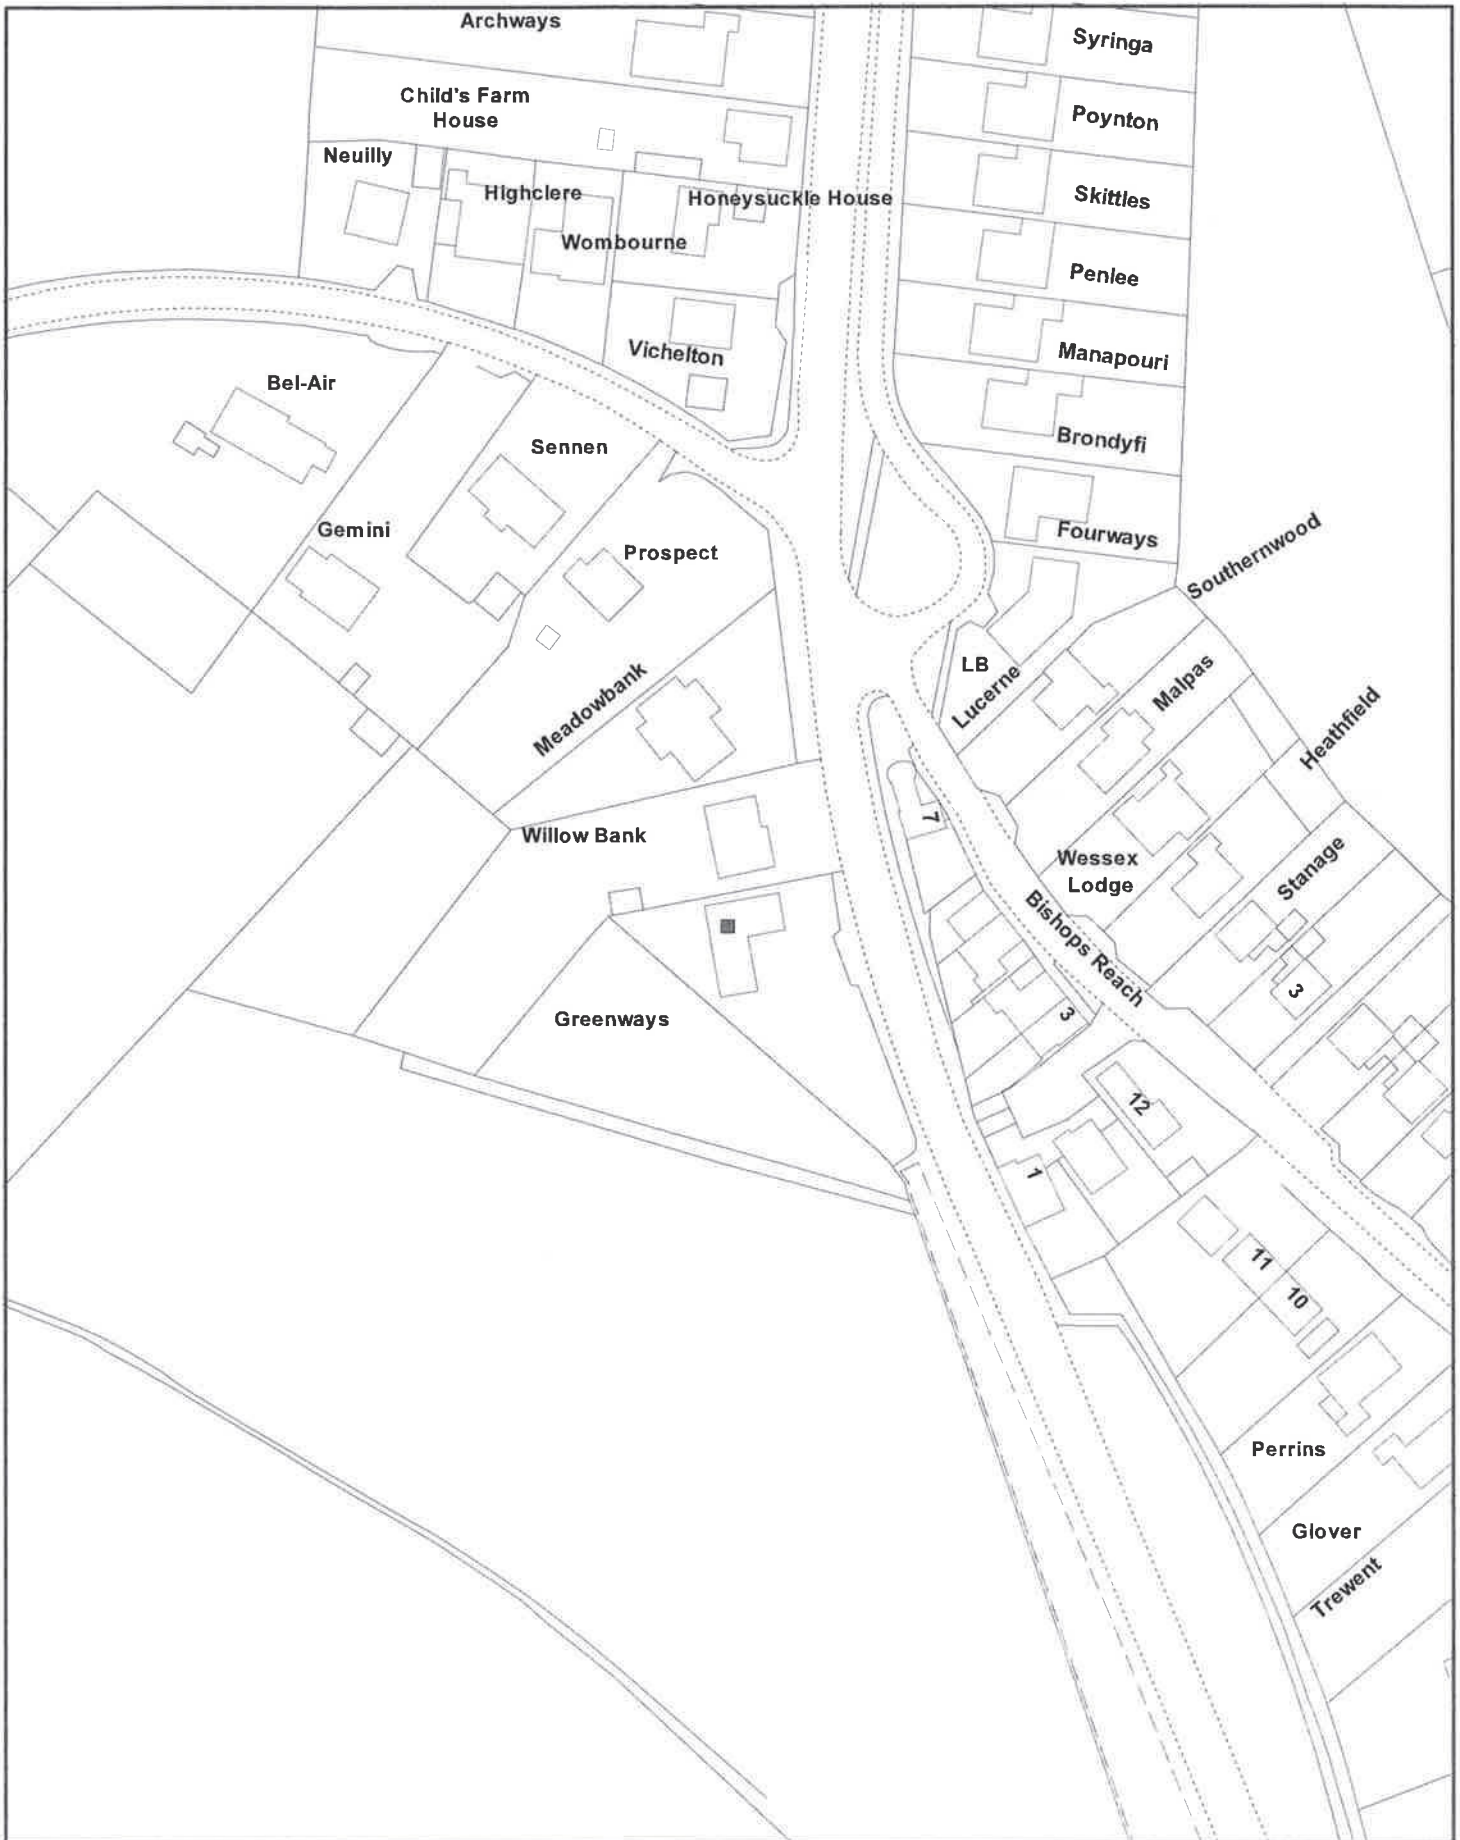 Archways
Syringa
Child's Farm
House
Poynton
Neuilly
Highclere
Honeysuckle House
Skittles
Wombourne
Penlee
Vichelton
Manapouri
Bel-Air
Brondyfi
Sennen
Gemini
Prospect
Fourways
Southernwood
LB
Lucerne
Malpas
Meadowbank
Heathfield
7
Willow Bank
Wessex
Lodge
Stanage
Bishops Reach
3
3
Greenways
12
1
11
10
Perrins
Glover
Trewent